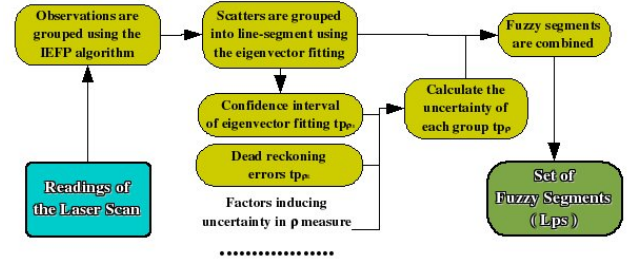 Observations are
grouped using the
IEFP algorithm
Scatters are grouped
into line-segment using
the eigenvector fitting
Fuzzy segments
are combined
Confidence interval
of eigenvector fitting tpρ
Calculate the
uncertainty of
each group tpρ
Dead reckoning
errors tpρ
Readings of
the Laser Scan
Factors inducing
uncertainty in ρ measure
..................
Set of
Fuzzy Segments
( Lps )